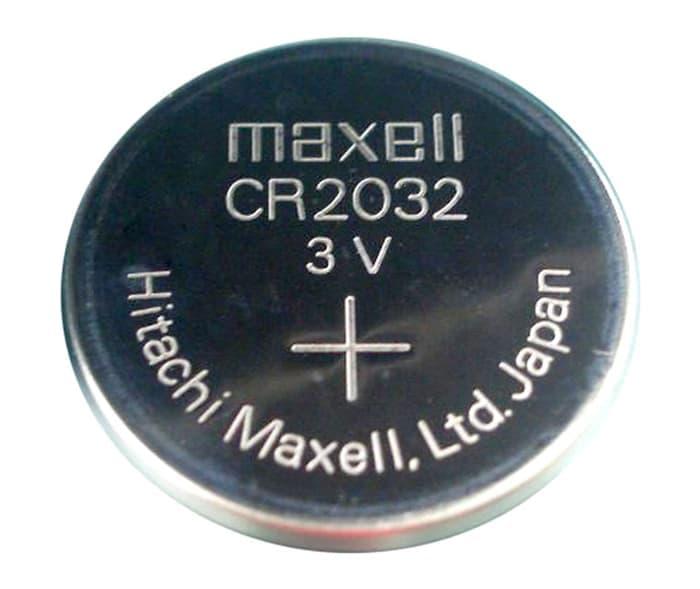 maxell
CR2032
3 V
+
Hitachi Maxell, Ltd. Japan